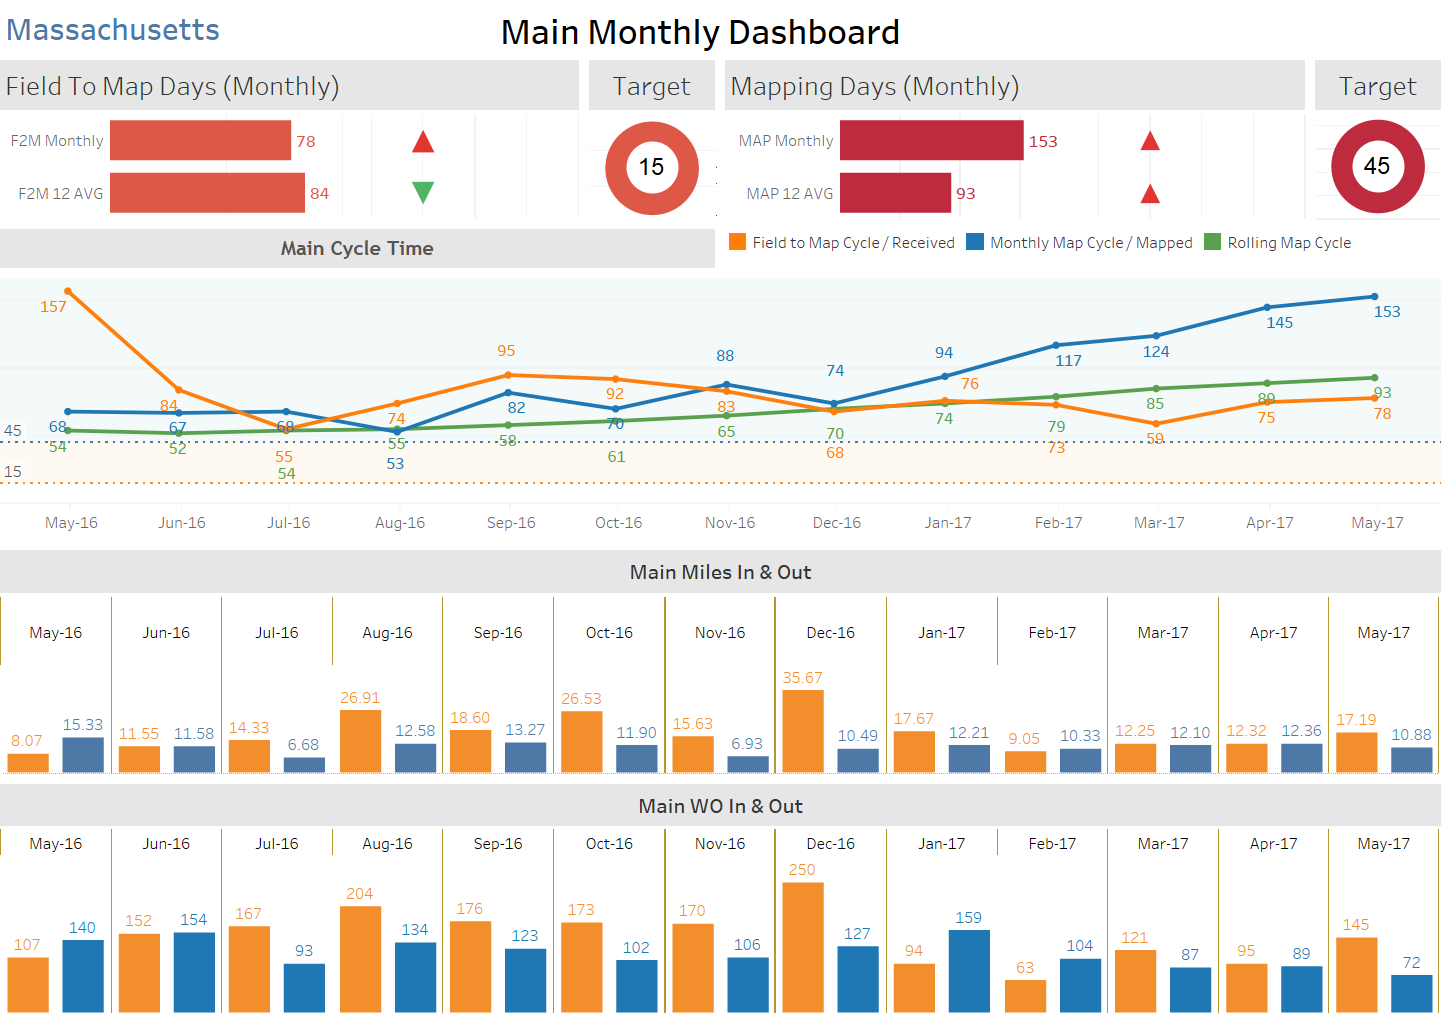 Massachusetts
Main Monthly Dashboard
Field To Map Days (Monthly)
Target
Mapping Days (Monthly)
Target
F2M Monthly 78
F2M 12 AVG 84
15
MAP Monthly 153
MAP 12 AVG 93
45
Main Cycle Time
Field to Map Cycle / Received Monthly Map Cycle / Mapped Rolling Map Cycle
157 84 55 74 95 92 83 68 76 73 59 75 78
68 67 68 53 82 70 88 74 94 117 124 145 153
54 52 54 55 58 61 65 70 74 79 85 89 93
45
15
May-16 Jun-16 Jul-16 Aug-16 Sep-16 Oct-16 Nov-16 Dec-16 Jan-17 Feb-17 Mar-17 Apr-17 May-17
Main Miles In & Out
May-16 Jun-16 Jul-16 Aug-16 Sep-16 Oct-16 Nov-16 Dec-16 Jan-17 Feb-17 Mar-17 Apr-17 May-17
8.07 15.33 11.55 11.58 14.33 6.68 26.91 12.58 18.60 13.27 26.53 11.90 15.63 6.93 35.67 10.49 17.67 12.21 9.05 10.33 12.25 12.10 12.32 12.36 17.19 10.88
Main WO In & Out
May-16 Jun-16 Jul-16 Aug-16 Sep-16 Oct-16 Nov-16 Dec-16 Jan-17 Feb-17 Mar-17 Apr-17 May-17
107 140 152 154 167 93 204 134 176 123 173 102 170 106 250 127 94 159 63 104 121 87 95 89 145 72